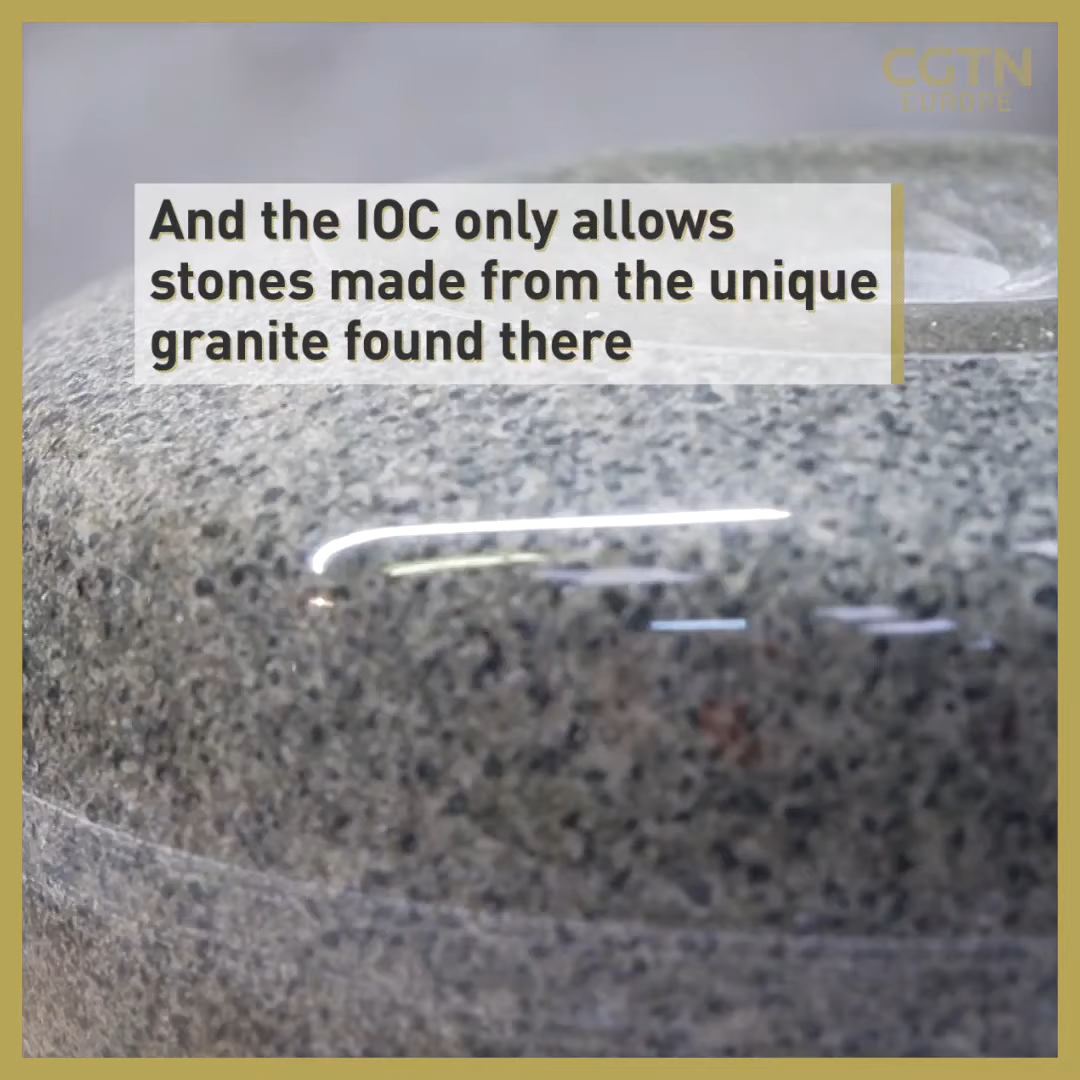 CGTN
EUROPE
And the IOC only allows
stones made from the unique
granite found there